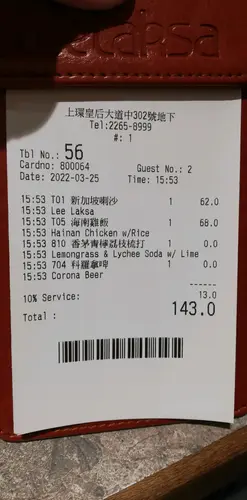 上環皇后大道中302號地下
Tel:2265-8999
#: 1
Tbl No.: 56
Cardno: 800064
Guest No.: 2
Date: 2022-03-25
Time: 15:53
15:53 T01 新加坡喇沙 1 62.0
15:53 Lee Laksa
15:53 T05 海南雞飯 1 68.0
15:53 Hainan Chicken w/Rice
15:53 810 香茅青檸荔枝梳打 1 0.0
15:53 Lemongrass & Lychee Soda w/ Lime
15:53 704 科羅拿啤 1 0.0
15:53 Corona Beer
------
10% Service: 13.0
Total : 143.0